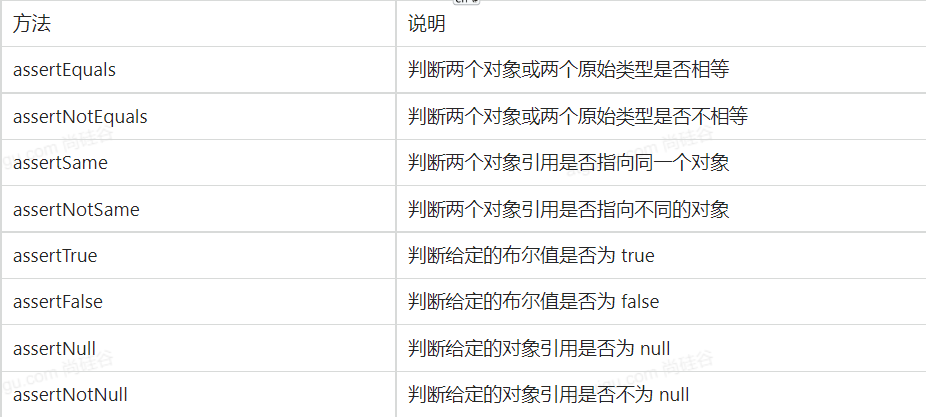 方法 说明
assertEquals 判断两个对象或两个原始类型是否相等
assertNotEquals 判断两个对象或两个原始类型是否不相等
assertSame 判断两个对象引用是否指向同一个对象
assertNotSame 判断两个对象引用是否指向不同的对象
assertTrue 判断给定的布尔值是否为 true
assertFalse 判断给定的布尔值是否为 false
assertNull 判断给定的对象引用是否为 null
assertNotNull 判断给定的对象引用是否不为 null